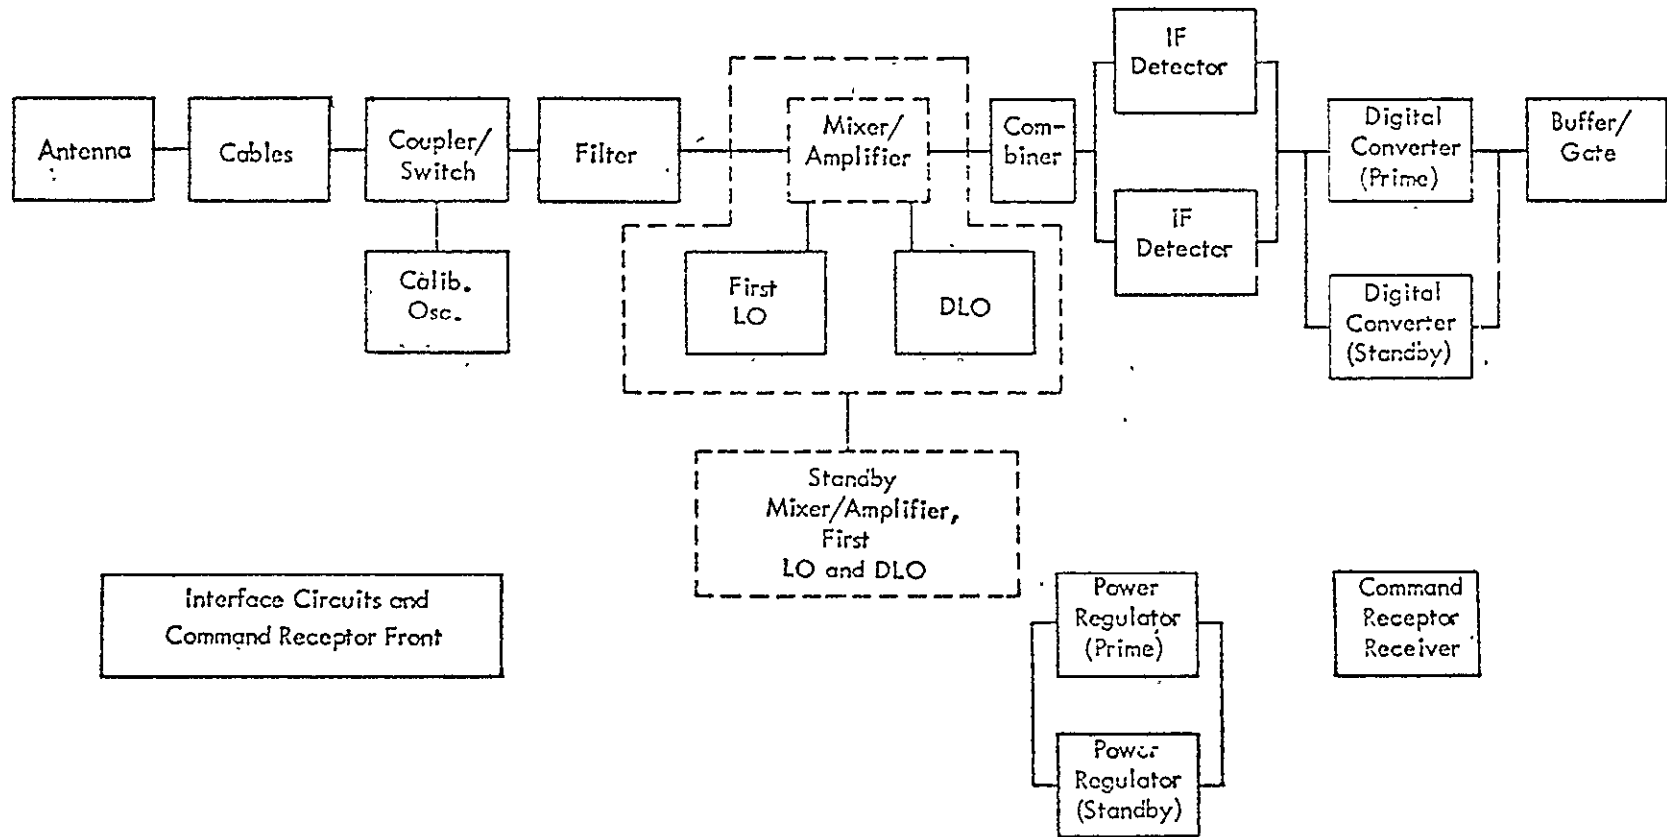 Antenna
Cables
Coupler/
Switch
Filter
Mixer/
Amplifier
Com-
biner
IF
Detector
IF
Detector
Digital
Converter
(Prime)
Buffer/
Gate
Calib.
Osc.
First
LO
DLO
Digital
Converter
(Standby)
Standby
Mixer/Amplifier,
First
LO and DLO
Interface Circuits and
Command Receptor Front
Power
Regulator
(Prime)
Command
Receptor
Receiver
Power
Regulator
(Standby)